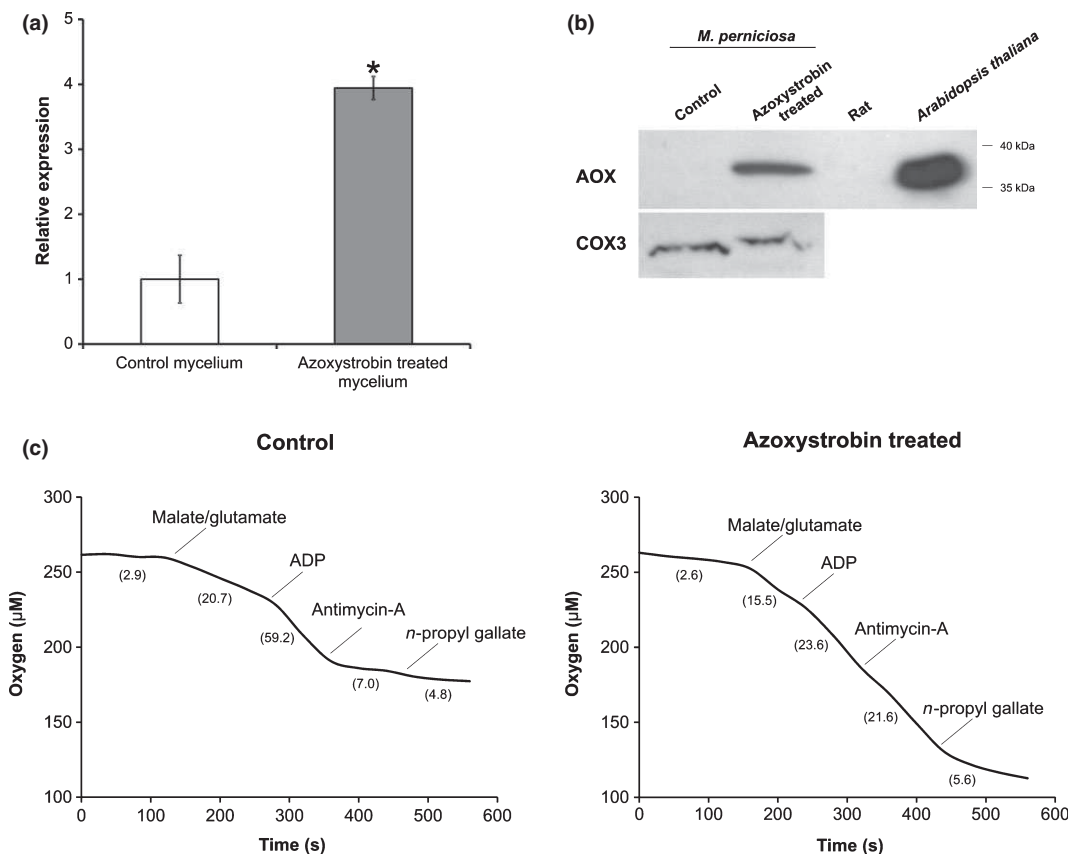 (a)
5
4
3
2
1
0
Relative expression
*
Control mycelium
Azoxystrobin treated
mycelium
(b)
M. perniciosa
Control
Azoxystrobin
treated
Rat
Arabidopsis thaliana
AOX
— 40 kDa
— 35 kDa
COX3
(c)
Control
300
250
200
150
100
Oxygen (µM)
0
100
200
300
400
500
600
Time (s)
Malate/glutamate
ADP
Antimycin-A
n-propyl gallate
(2.9)
(20.7)
(59.2)
(7.0)
(4.8)
Azoxystrobin treated
300
250
200
150
100
Oxygen (µM)
0
100
200
300
400
500
600
Time (s)
Malate/glutamate
ADP
Antimycin-A
n-propyl gallate
(2.6)
(15.5)
(23.6)
(21.6)
(5.6)